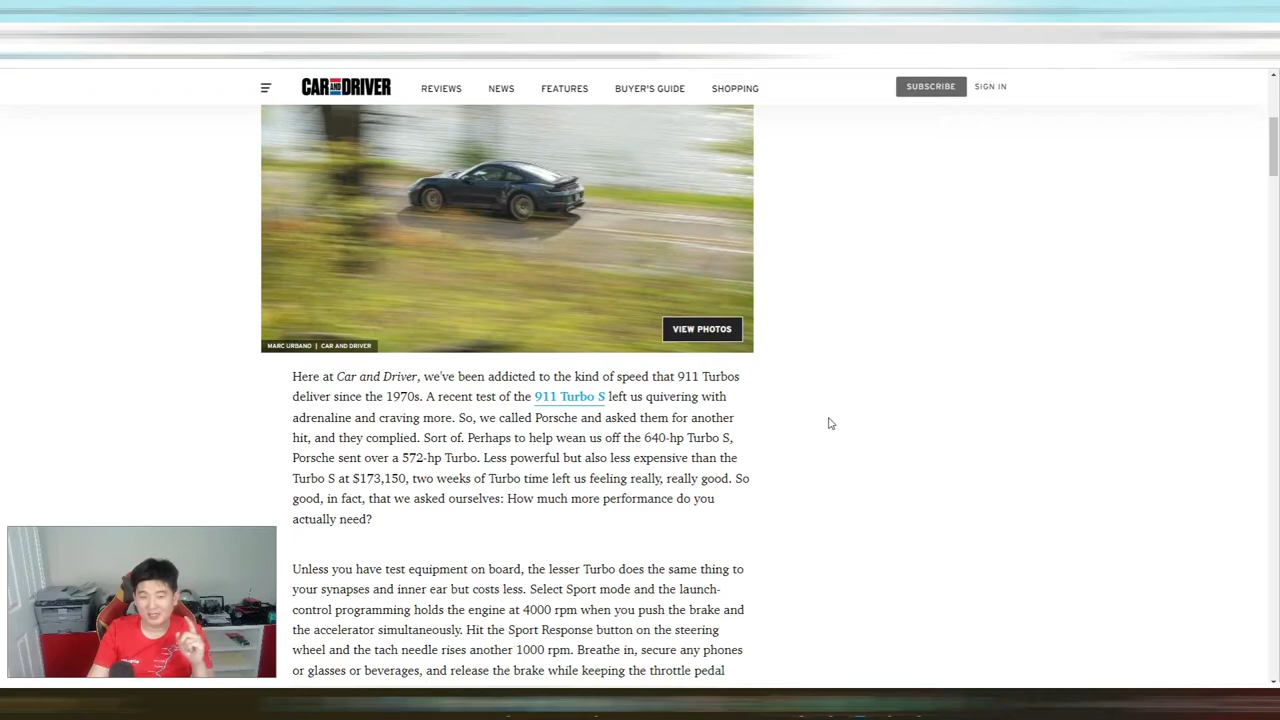 CAR AND DRIVER
REVIEWS
NEWS
FEATURES
BUYER'S GUIDE
SHOPPING
SUBSCRIBE
SIGN IN
VIEW PHOTOS
MARC URBANO | CAR AND DRIVER
Here at Car and Driver, we've been addicted to the kind of speed that 911 Turbos
deliver since the 1970s. A recent test of the 911 Turbo S left us quivering with
adrenaline and craving more. So, we called Porsche and asked them for another
hit, and they complied. Sort of. Perhaps to help wean us off the 640-hp Turbo S,
Porsche sent over a 572-hp Turbo. Less powerful but also less expensive than the
Turbo S at $173,150, two weeks of Turbo time left us feeling really, really good. So
good, in fact, that we asked ourselves: How much more performance do you
actually need?
Unless you have test equipment on board, the lesser Turbo does the same thing to
your synapses and inner ear but costs less. Select Sport mode and the launch-
control programming holds the engine at 4000 rpm when you push the brake and
the accelerator simultaneously. Hit the Sport Response button on the steering
wheel and the tach needle rises another 1000 rpm. Breathe in, secure any phones
or glasses or beverages, and release the brake while keeping the throttle pedal